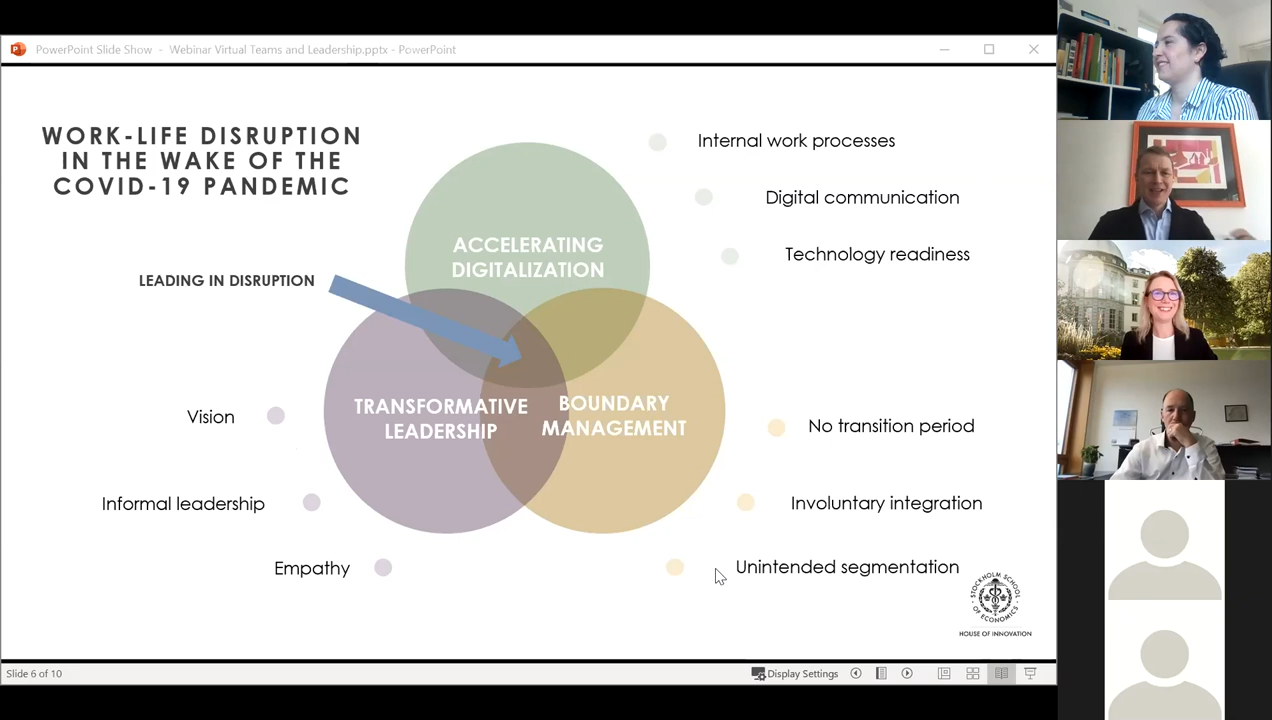 PowerPoint Slide Show - Webinar Virtual Teams and Leadership.pptx - PowerPoint
WORK-LIFE DISRUPTION
IN THE WAKE OF THE
COVID-19 PANDEMIC
Internal work processes
Digital communication
Technology readiness
ACCELERATING
DIGITALIZATION
LEADING IN DISRUPTION
TRANSFORMATIVE
LEADERSHIP
BOUNDARY
MANAGEMENT
Vision
Informal leadership
Empathy
No transition period
Involuntary integration
Unintended segmentation
STOCKHOLM SCHOOL
OF ECONOMICS
HOUSE OF INNOVATION
Slide 6 of 10
Display Settings